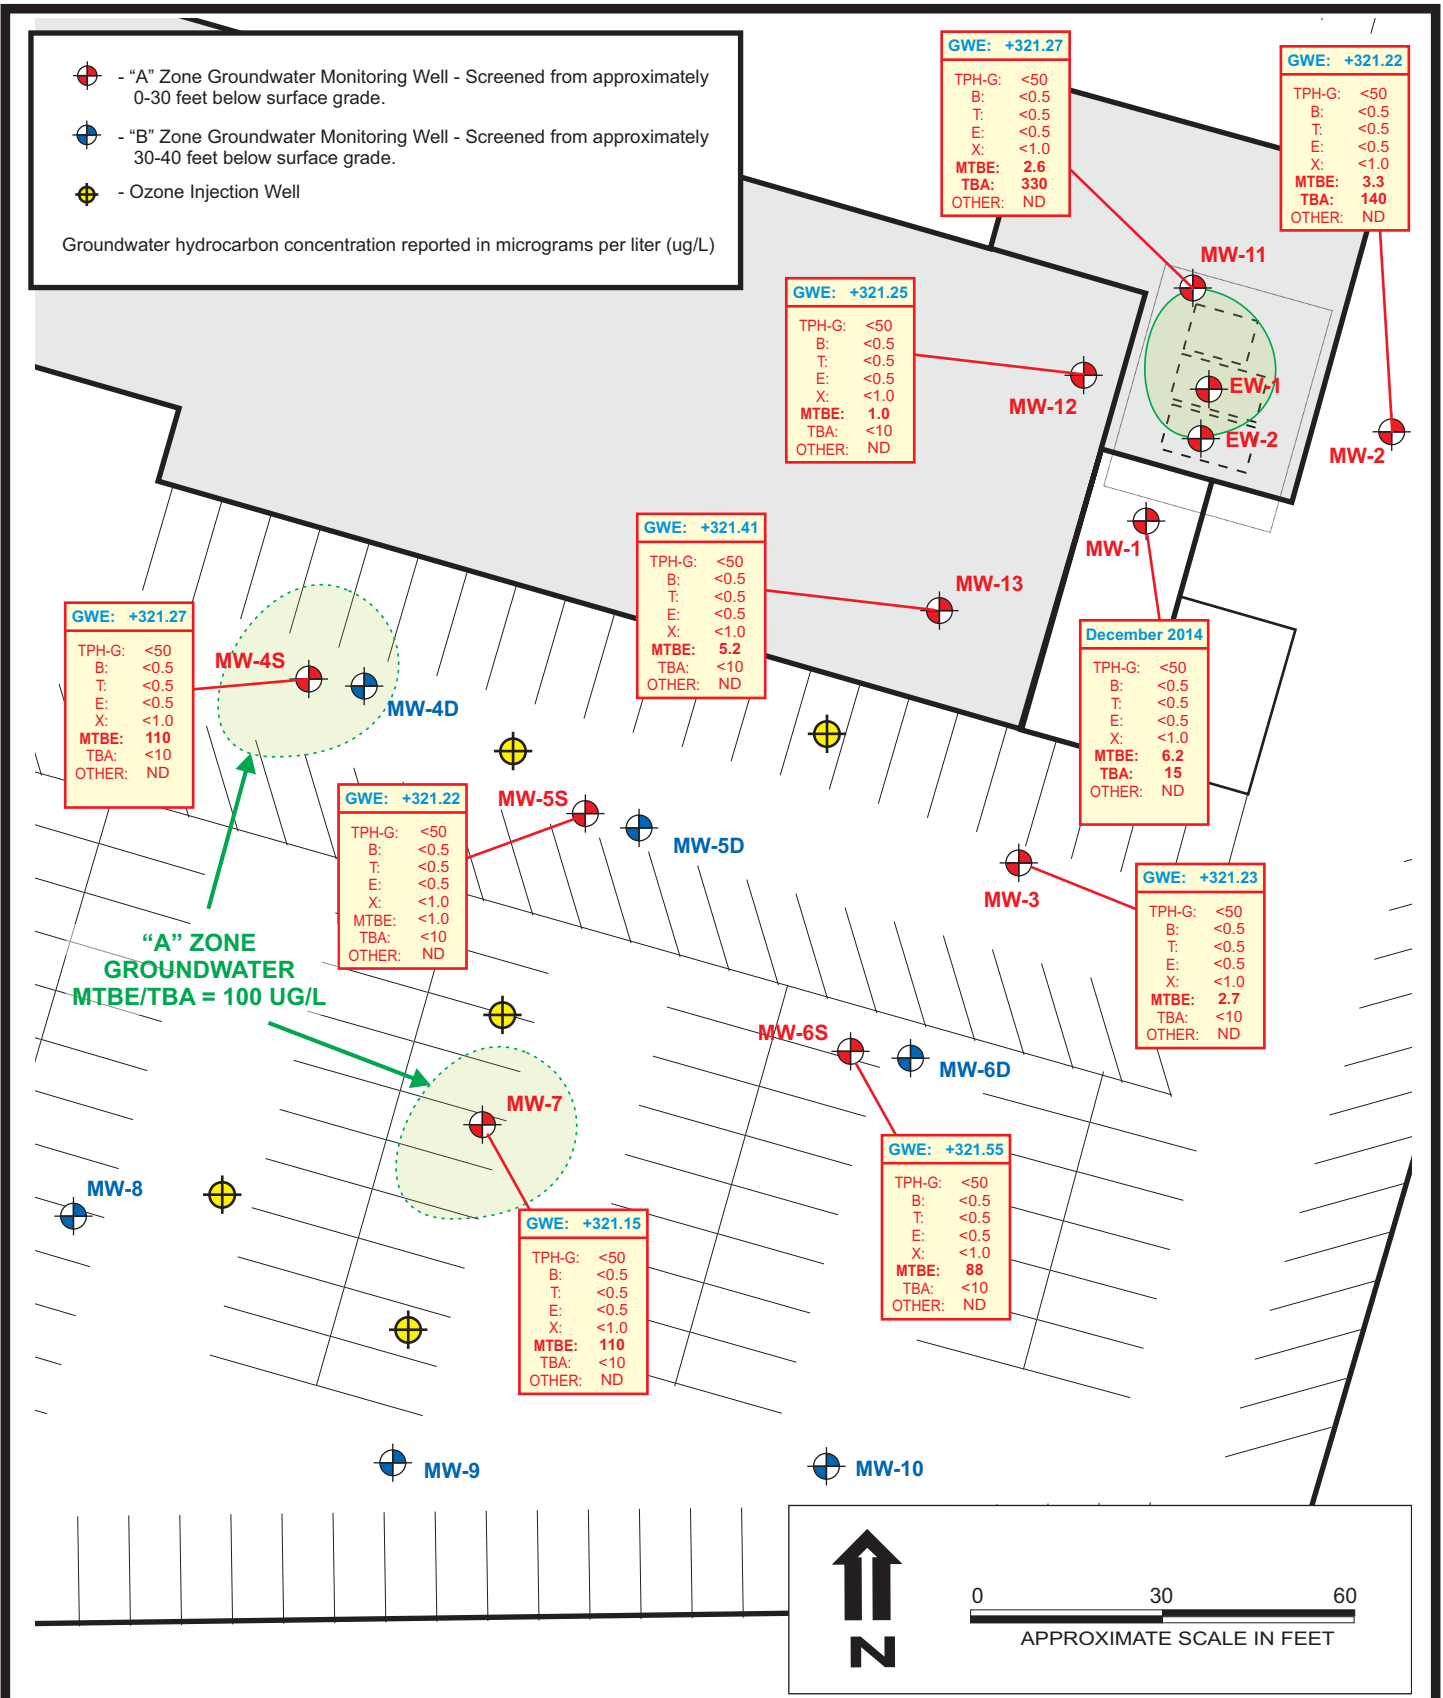 - “A” Zone Groundwater Monitoring Well - Screened from approximately
0-30 feet below surface grade.
- “B” Zone Groundwater Monitoring Well - Screened from approximately
30-40 feet below surface grade.
- Ozone Injection Well
Groundwater hydrocarbon concentration reported in micrograms per liter (ug/L)
GWE: +321.27
TPH-G: <50
B: <0.5
T: <0.5
E: <0.5
X: <1.0
MTBE: 2.6
TBA: 330
OTHER: ND
GWE: +321.22
TPH-G: <50
B: <0.5
T: <0.5
E: <0.5
X: <1.0
MTBE: 3.3
TBA: 140
OTHER: ND
MW-11
GWE: +321.25
TPH-G: <50
B: <0.5
T: <0.5
E: <0.5
X: <1.0
MTBE: 1.0
TBA: <10
OTHER: ND
MW-12
EW-1
EW-2
MW-2
GWE: +321.41
TPH-G: <50
B: <0.5
T: <0.5
E: <0.5
X: <1.0
MTBE: 5.2
TBA: <10
OTHER: ND
MW-13
MW-1
December 2014
TPH-G: <50
B: <0.5
T: <0.5
E: <0.5
X: <1.0
MTBE: 6.2
TBA: 15
OTHER: ND
GWE: +321.27
TPH-G: <50
B: <0.5
T: <0.5
E: <0.5
X: <1.0
MTBE: 110
TBA: <10
OTHER: ND
MW-4S
MW-4D
GWE: +321.22
TPH-G: <50
B: <0.5
T: <0.5
E: <0.5
X: <1.0
MTBE: <1.0
TBA: <10
OTHER: ND
MW-5S
MW-5D
MW-3
GWE: +321.23
TPH-G: <50
B: <0.5
T: <0.5
E: <0.5
X: <1.0
MTBE: 2.7
TBA: <10
OTHER: ND
“A” ZONE
GROUNDWATER
MTBE/TBA = 100 UG/L
MW-6S
MW-6D
MW-7
GWE: +321.55
TPH-G: <50
B: <0.5
T: <0.5
E: <0.5
X: <1.0
MTBE: 88
TBA: <10
OTHER: ND
MW-8
GWE: +321.15
TPH-G: <50
B: <0.5
T: <0.5
E: <0.5
X: <1.0
MTBE: 110
TBA: <10
OTHER: ND
MW-9
MW-10
N
0 30 60
APPROXIMATE SCALE IN FEET